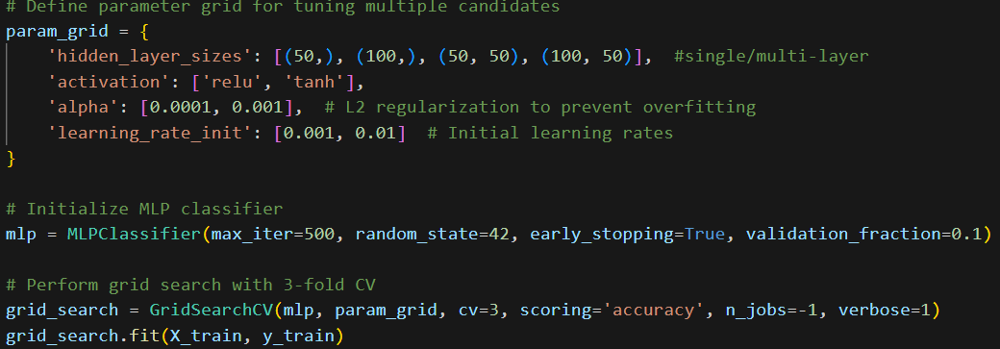 # Define parameter grid for tuning multiple candidates
param_grid = {
    'hidden_layer_sizes': [(50,), (100,), (50, 50), (100, 50)],  #single/multi-layer
    'activation': ['relu', 'tanh'],
    'alpha': [0.0001, 0.001],  # L2 regularization to prevent overfitting
    'learning_rate_init': [0.001, 0.01]  # Initial learning rates
}

# Initialize MLP classifier
mlp = MLPClassifier(max_iter=500, random_state=42, early_stopping=True, validation_fraction=0.1)

# Perform grid search with 3-fold CV
grid_search = GridSearchCV(mlp, param_grid, cv=3, scoring='accuracy', n_jobs=-1, verbose=1)
grid_search.fit(X_train, y_train)